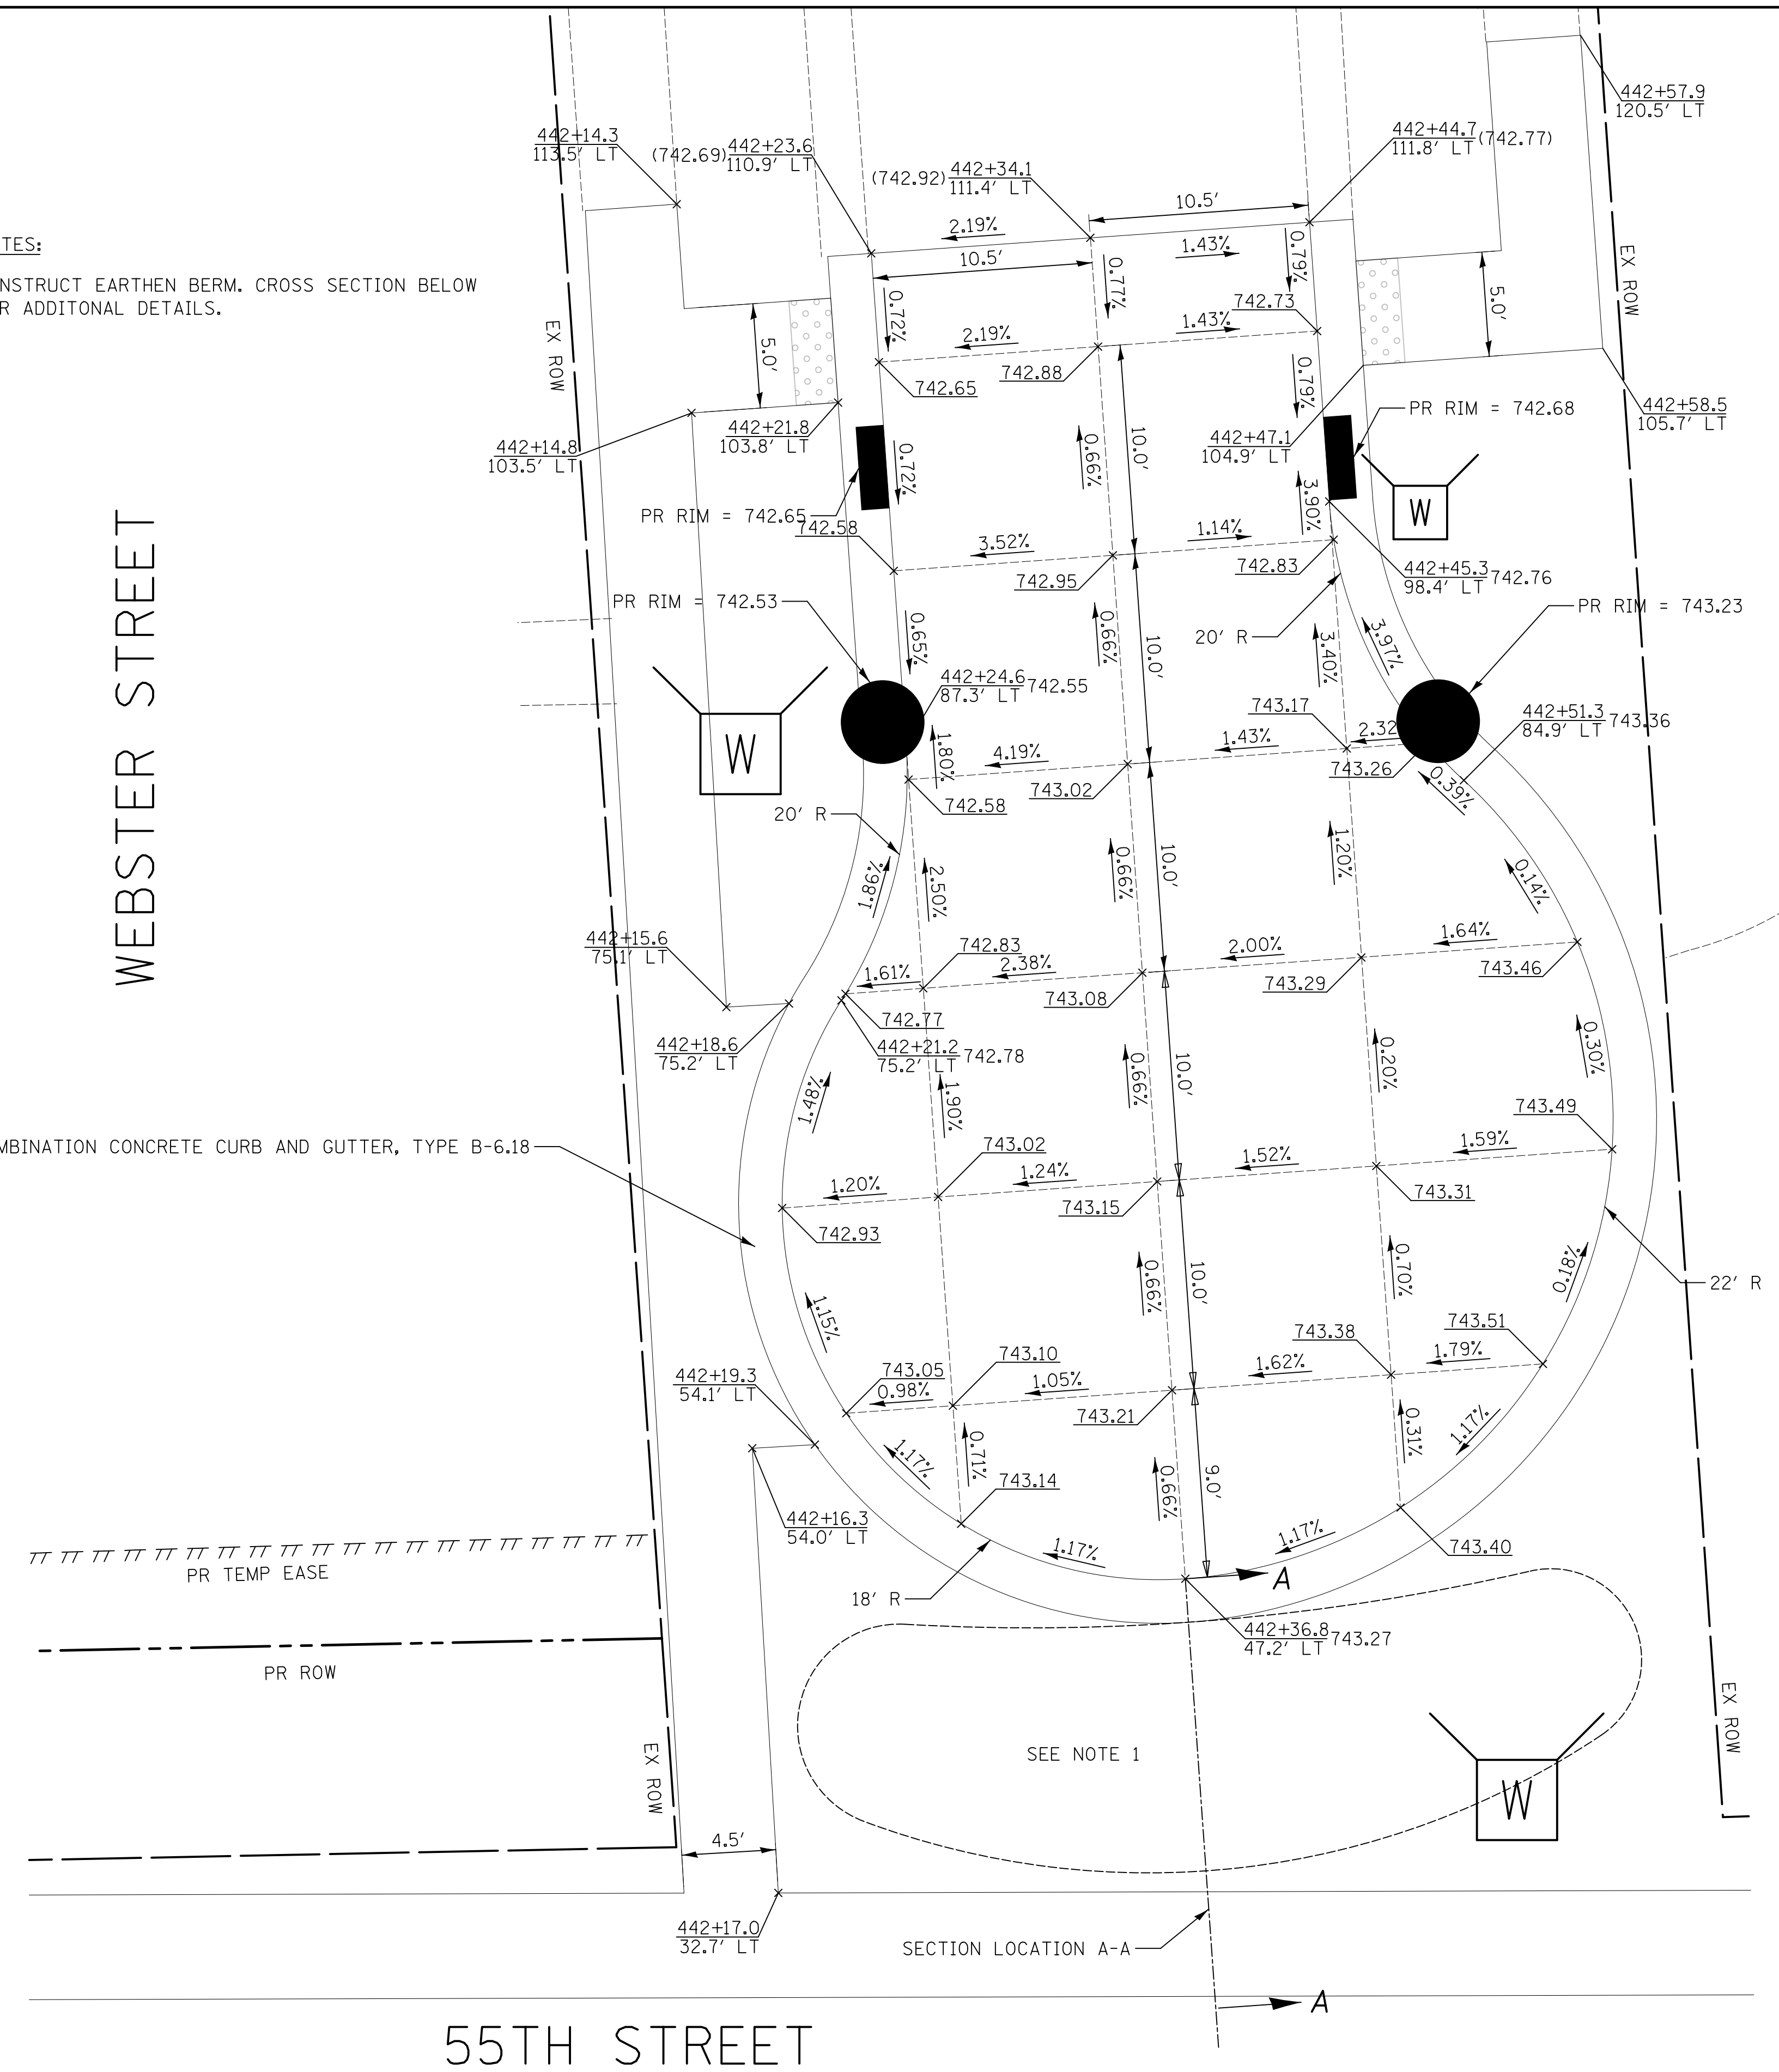 442+57.9
120.5' LT
442+14.3
113.5' LT
(742.69)
442+23.6
110.9' LT
(742.92)
442+34.1
111.4' LT
442+44.7
111.8' LT
(742.77)
10.5'
2.19%
1.43%
10.5'
TES:
NSTRUCT EARTHEN BERM. CROSS SECTION BELOW
R ADDITONAL DETAILS.
EX ROW
EX ROW
0.79%
0.77%
0.72%
742.73
5.0'
5.0'
2.19%
1.43%
742.65
742.88
0.79%
PR RIM = 742.68
442+58.5
105.7' LT
442+14.8
103.5' LT
442+21.8
103.8' LT
442+47.1
104.9' LT
0.72%
0.66%
10.0'
3.90%
W
PR RIM = 742.65
742.58
3.52%
1.14%
742.95
742.83
442+45.3
98.4' LT
742.76
PR RIM = 742.53
PR RIM = 743.23
20' R
0.65%
0.66%
10.0'
3.40%
3.97%
442+24.6
87.3' LT
742.55
743.17
2.32
442+51.3
84.9' LT
743.36
W
1.80%
4.19%
1.43%
743.26
743.02
742.58
0.39%
20' R
WEBSTER STREET
1.86%
2.50%
0.66%
10.0'
1.20%
0.14%
442+15.6
75.1' LT
742.83
1.61%
2.38%
2.00%
1.64%
743.08
743.29
743.46
742.77
442+18.6
75.2' LT
442+21.2
75.2' LT
742.78
1.48%
1.90%
0.66%
10.0'
0.20%
0.30%
MBINATION CONCRETE CURB AND GUTTER, TYPE B-6.18
743.02
743.49
1.20%
1.24%
1.52%
1.59%
743.15
743.31
742.93
1.15%
0.66%
10.0'
0.70%
0.18%
22' R
442+19.3
54.1' LT
743.05
743.10
743.38
743.51
0.98%
1.05%
1.62%
1.79%
743.21
1.17%
0.71%
0.66%
9.0'
0.31%
1.17%
743.14
442+16.3
54.0' LT
743.40
PR TEMP EASE
1.17%
1.17%
18' R
A
442+36.8
47.2' LT
743.27
PR ROW
EX ROW
EX ROW
SEE NOTE 1
W
4.5'
442+17.0
32.7' LT
SECTION LOCATION A-A
A
55TH STREET